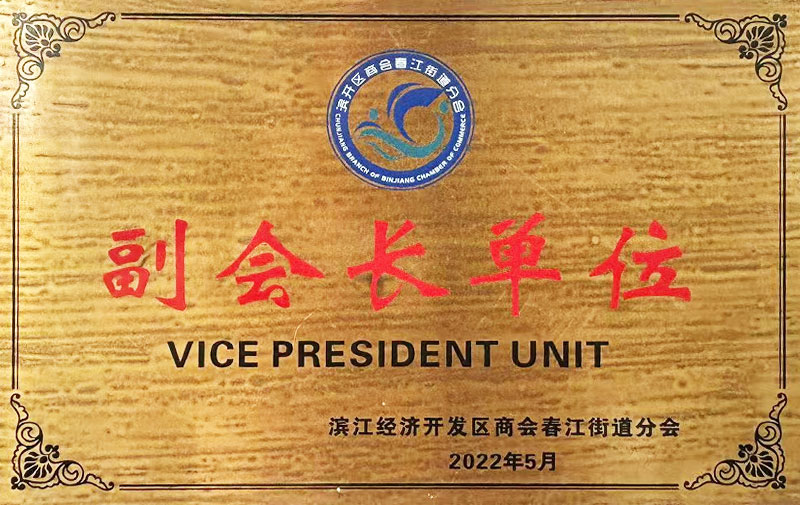 滨开区商会春江街道分会
CHUNJIANG BRANCH OF BINJIANG CHAMBER OF COMMERCE
副会长单位
VICE PRESIDENT UNIT
滨江经济开发区商会春江街道分会
2022年5月